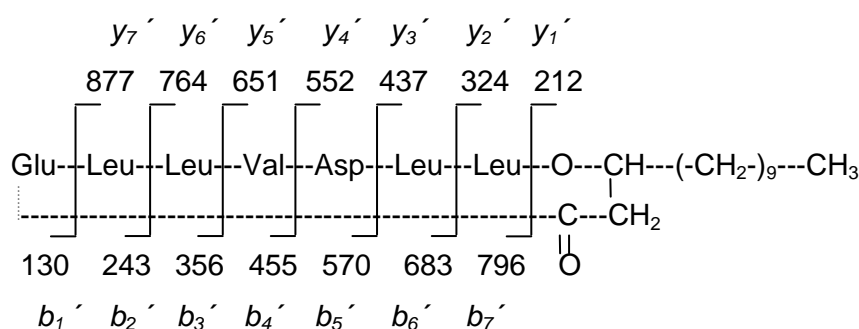 y₇´ y₆´ y₅´ y₄´ y₃´ y₂´ y₁´
877 764 651 552 437 324 212
Glu---Leu---Leu---Val---Asp---Leu---Leu---O---CH---(-CH₂-)₉---CH₃
C---CH₂
130 243 356 455 570 683 796 O
b₁´ b₂´ b₃´ b₄´ b₅´ b₆´ b₇´